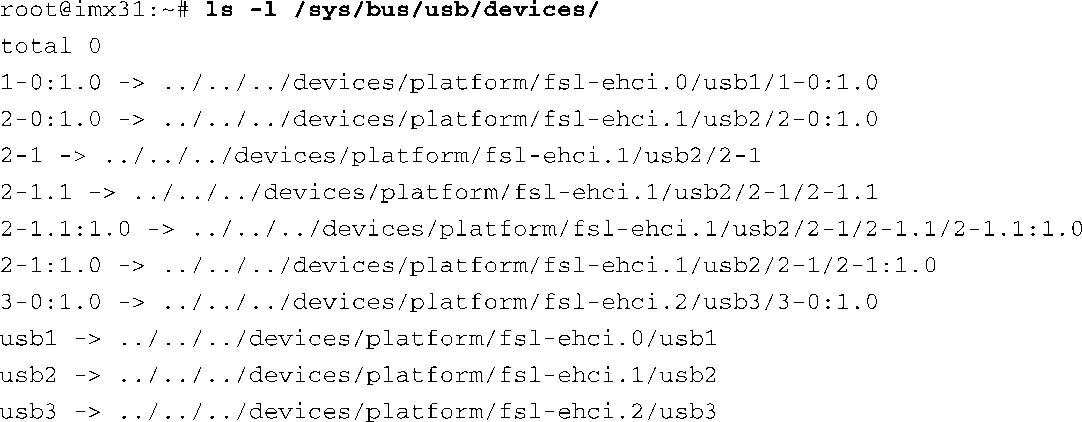 root@imx31:~# ls -l /sys/bus/usb/devices/
total 0
1-0:1.0 -> ../../../devices/platform/fsl-ehci.0/usb1/1-0:1.0
2-0:1.0 -> ../../../devices/platform/fsl-ehci.1/usb2/2-0:1.0
2-1 -> ../../../devices/platform/fsl-ehci.1/usb2/2-1
2-1.1 -> ../../../devices/platform/fsl-ehci.1/usb2/2-1/2-1.1
2-1.1:1.0 -> ../../../devices/platform/fsl-ehci.1/usb2/2-1/2-1.1/2-1.1:1.0
2-1:1.0 -> ../../../devices/platform/fsl-ehci.1/usb2/2-1/2-1:1.0
3-0:1.0 -> ../../../devices/platform/fsl-ehci.2/usb3/3-0:1.0
usb1 -> ../../../devices/platform/fsl-ehci.0/usb1
usb2 -> ../../../devices/platform/fsl-ehci.1/usb2
usb3 -> ../../../devices/platform/fsl-ehci.2/usb3